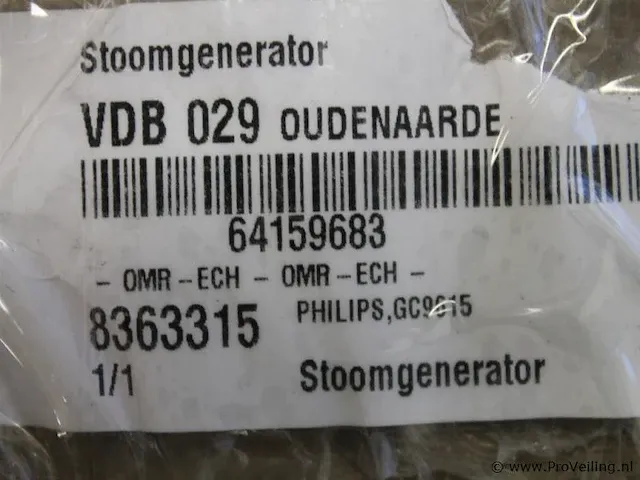 Stoomgenerator
VDB 029 OUDENAARDE
64159683
- OMR-ECH - OMR-ECH -
8363315 PHILIPS,GC9615
1/1 Stoomgenerator
© www.ProVeiling.nl